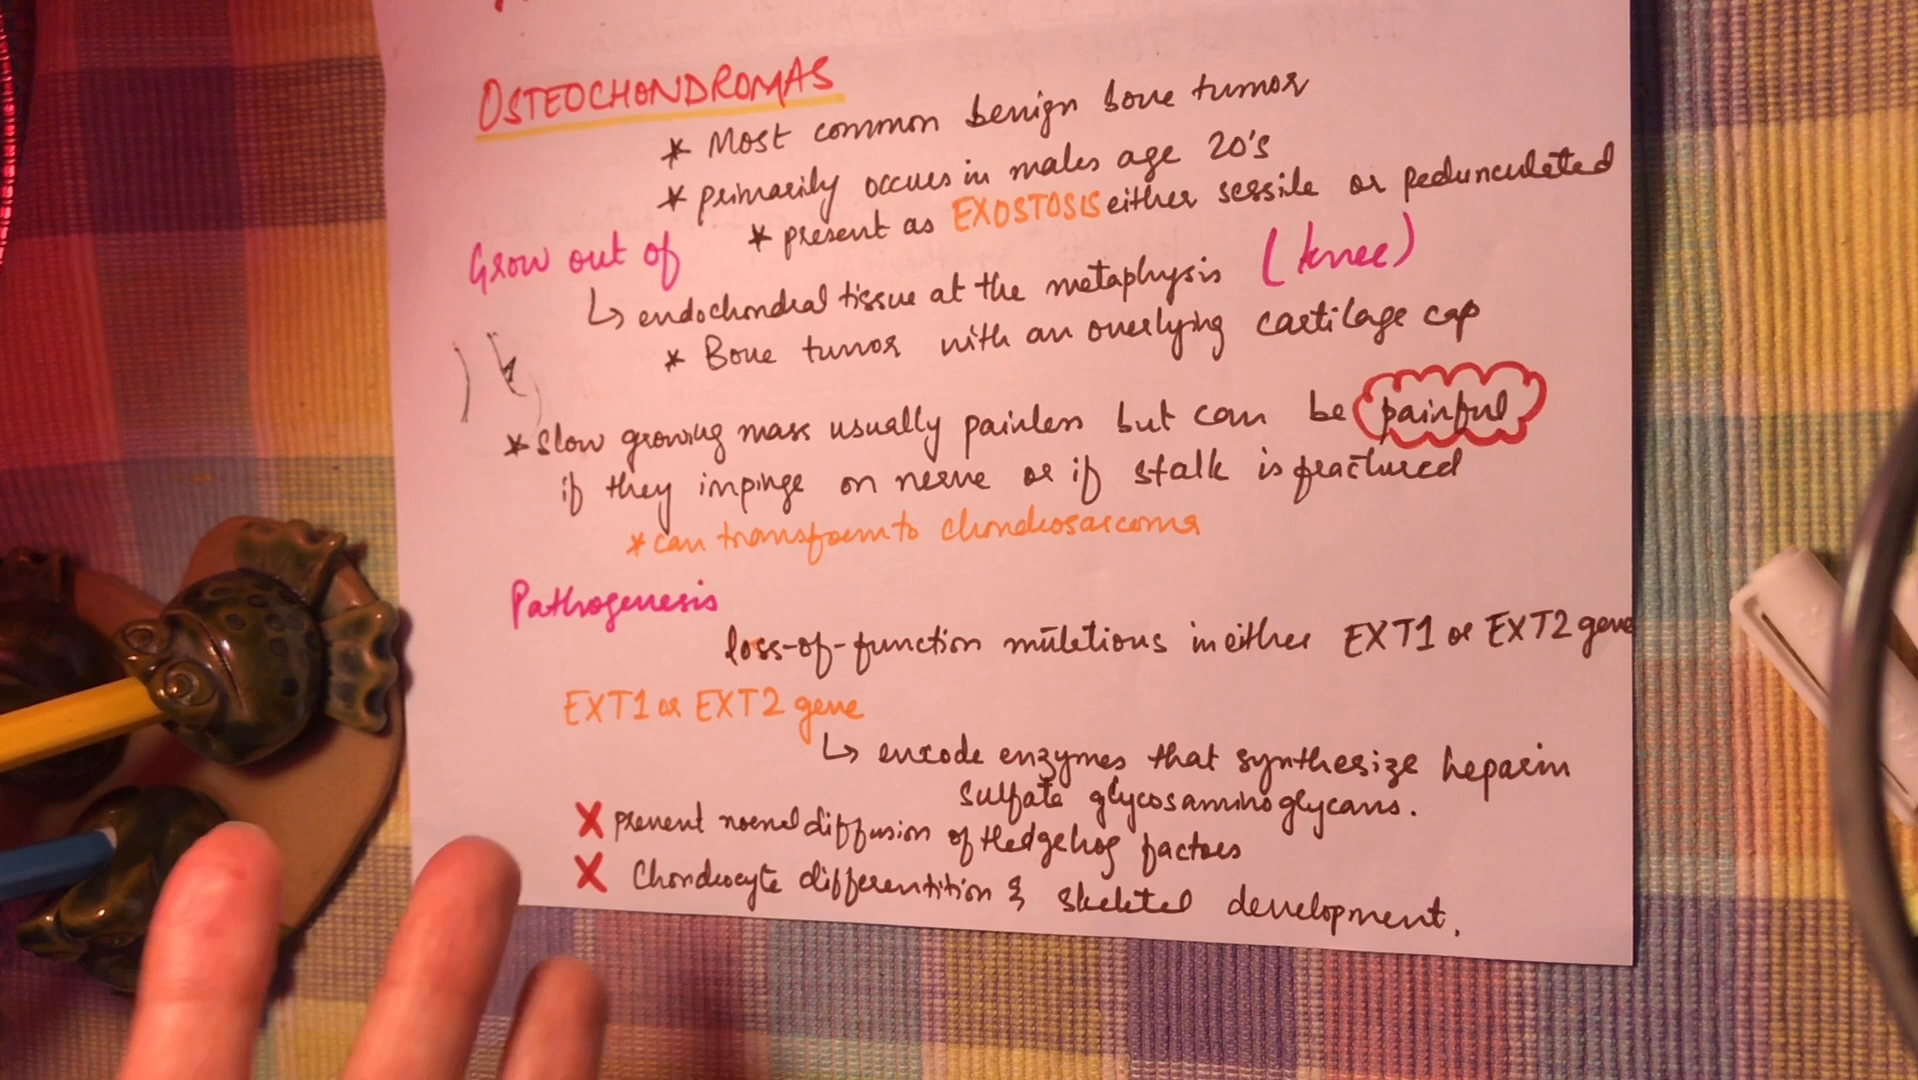 OSTEOCHONDROMAS
* Most common benign bone tumor
* primarily occurs in males age 20's
* present as EXOSTOSIS either sessile or pedunculated
Grow out of
↳ endochondral tissue at the metaphysis (knee)
* Bone tumor with an overlying cartilage cap
* Slow growing mass usually painless but can be painful
if they impinge on nerve or if stalk is fractured
* can transform to chondrosarcoma
Pathogenesis
loss-of-function mutetions in either EXT1 or EXT2 gene
EXT1 or EXT2 gene
↳ encode enzymes that synthesize heparin
sulfate glycosaminoglycans.
X prevent normal diffusion of Hedgehog factors
X Chondrocyte differentition & skeletel development.